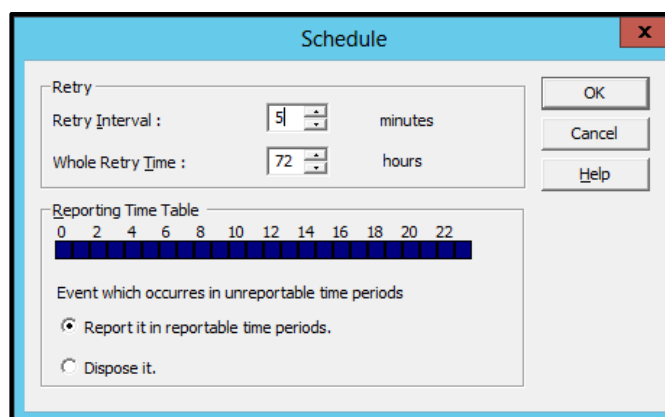 Schedule
x
Retry
Retry Interval : 5 minutes
Whole Retry Time : 72 hours
OK
Cancel
Help
Reporting Time Table
0 2 4 6 8 10 12 14 16 18 20 22
Event which occurres in unreportable time periods
Report it in reportable time periods.
Dispose it.